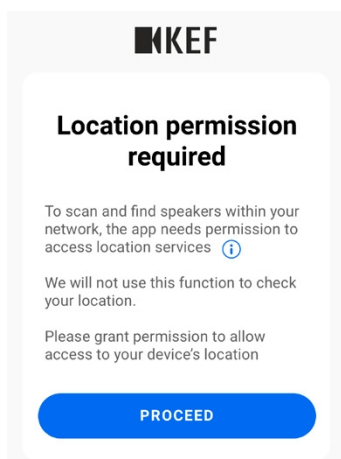 KEF
Location permission
required
To scan and find speakers within your
network, the app needs permission to
access location services
We will not use this function to check
your location.
Please grant permission to allow
access to your device's location
PROCEED